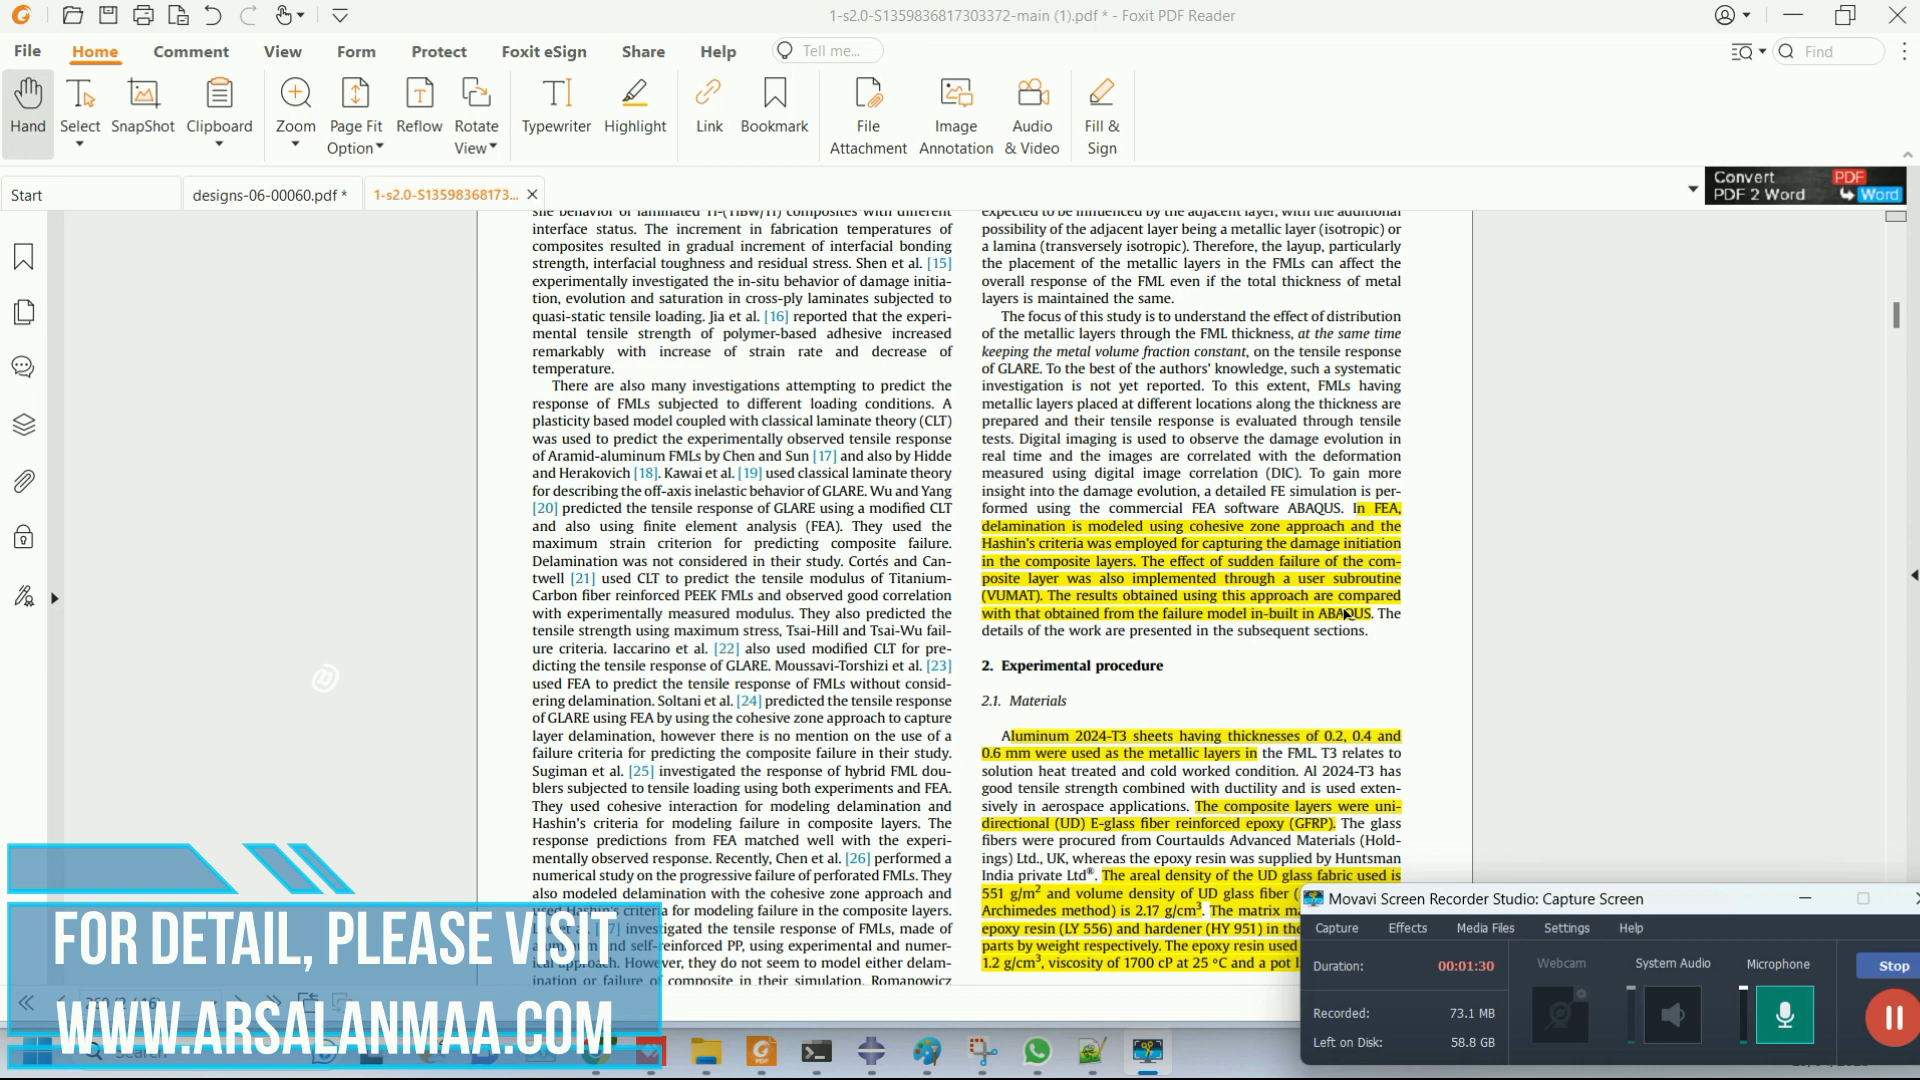 1-s2.0-S1359836817303372-main (1).pdf * - Foxit PDF Reader
File Home Comment View Form Protect Foxit eSign Share Help Tell me... Find
Hand Select SnapShot Clipboard Zoom Page Fit Option Reflow Rotate View Typewriter Highlight Link Bookmark File Attachment Image Annotation Audio & Video Fill & Sign
Start designs-06-00060.pdf * 1-s2.0-S13598368173...
Convert PDF
PDF 2 Word Word
interface status. The increment in fabrication temperatures of
composites resulted in gradual increment of interfacial bonding
strength, interfacial toughness and residual stress. Shen et al. [15]
experimentally investigated the in-situ behavior of damage initia-
tion, evolution and saturation in cross-ply laminates subjected to
quasi-static tensile loading. Jia et al. [16] reported that the experi-
mental tensile strength of polymer-based adhesive increased
remarkably with increase of strain rate and decrease of
temperature.
There are also many investigations attempting to predict the
response of FMLs subjected to different loading conditions. A
plasticity based model coupled with classical laminate theory (CLT)
was used to predict the experimentally observed tensile response
of Aramid-aluminum FMLs by Chen and Sun [17] and also by Hidde
and Herakovich [18]. Kawai et al. [19] used classical laminate theory
for describing the off-axis inelastic behavior of GLARE. Wu and Yang
[20] predicted the tensile response of GLARE using a modified CLT
and also using finite element analysis (FEA). They used the
maximum strain criterion for predicting composite failure.
Delamination was not considered in their study. Cortés and Can-
twell [21] used CLT to predict the tensile modulus of Titanium-
Carbon fiber reinforced PEEK FMLs and observed good correlation
with experimentally measured modulus. They also predicted the
tensile strength using maximum stress, Tsai-Hill and Tsai-Wu fail-
ure criteria. Iaccarino et al. [22] also used modified CLT for pre-
dicting the tensile response of GLARE. Moussavi-Torshizi et al. [23]
used FEA to predict the tensile response of FMLs without consid-
ering delamination. Soltani et al. [24] predicted the tensile response
of GLARE using FEA by using the cohesive zone approach to capture
layer delamination, however there is no mention on the use of a
failure criteria for predicting the composite failure in their study.
Sugiman et al. [25] investigated the response of hybrid FML dou-
blers subjected to tensile loading using both experiments and FEA.
They used cohesive interaction for modeling delamination and
Hashin's criteria for modeling failure in composite layers. The
response predictions from FEA matched well with the experi-
mentally observed response. Recently, Chen et al. [26] performed a
numerical study on the progressive failure of perforated FMLs. They
also modeled delamination with the cohesive zone approach and
used Hashin's criteria for modeling failure in the composite layers.
investigated the tensile response of FMLs, made of
aluminum and self-reinforced PP, using experimental and numer-
ical approach. However, they do not seem to model either delam-
ination or failure of composite in their simulation. Romanowicz
expected to be influenced by the adjacent layer, with the additional
possibility of the adjacent layer being a metallic layer (isotropic) or
a lamina (transversely isotropic). Therefore, the layup, particularly
the placement of the metallic layers in the FMLs can affect the
overall response of the FML even if the total thickness of metal
layers is maintained the same.
The focus of this study is to understand the effect of distribution
of the metallic layers through the FML thickness, at the same time
keeping the metal volume fraction constant, on the tensile response
of GLARE. To the best of the authors' knowledge, such a systematic
investigation is not yet reported. To this extent, FMLs having
metallic layers placed at different locations along the thickness are
prepared and their tensile response is evaluated through tensile
tests. Digital imaging is used to observe the damage evolution in
real time and the images are correlated with the deformation
measured using digital image correlation (DIC). To gain more
insight into the damage evolution, a detailed FE simulation is per-
formed using the commercial FEA software ABAQUS. In FEA,
delamination is modeled using cohesive zone approach and the
Hashin's criteria was employed for capturing the damage initiation
in the composite layers. The effect of sudden failure of the com-
posite layer was also implemented through a user subroutine
(VUMAT). The results obtained using this approach are compared
with that obtained from the failure model in-built in ABAQUS. The
details of the work are presented in the subsequent sections.
2. Experimental procedure
2.1. Materials
Aluminum 2024-T3 sheets having thicknesses of 0.2, 0.4 and
0.6 mm were used as the metallic layers in the FML. T3 relates to
solution heat treated and cold worked condition. Al 2024-T3 has
good tensile strength combined with ductility and is used exten-
sively in aerospace applications. The composite layers were uni-
directional (UD) E-glass fiber reinforced epoxy (GFRP). The glass
fibers were procured from Courtaulds Advanced Materials (Hold-
ings) Ltd., UK, whereas the epoxy resin was supplied by Huntsman
India private Ltd®. The areal density of the UD glass fabric used is
551 g/m² and volume density of UD glass fiber (
Archimedes method) is 2.17 g/cm³. The matrix ma
epoxy resin (LY 556) and hardener (HY 951) in the
parts by weight respectively. The epoxy resin used
1.2 g/cm³, viscosity of 1700 cP at 25 °C and a pot l
FOR DETAIL, PLEASE VISIT
WWW.ARSALANMAA.COM
Search
Movavi Screen Recorder Studio: Capture Screen
Capture Effects Media Files Settings Help
Duration: 00:01:30
Webcam System Audio Microphone Stop
Recorded: 73.1 MB
Left on Disk: 58.8 GB